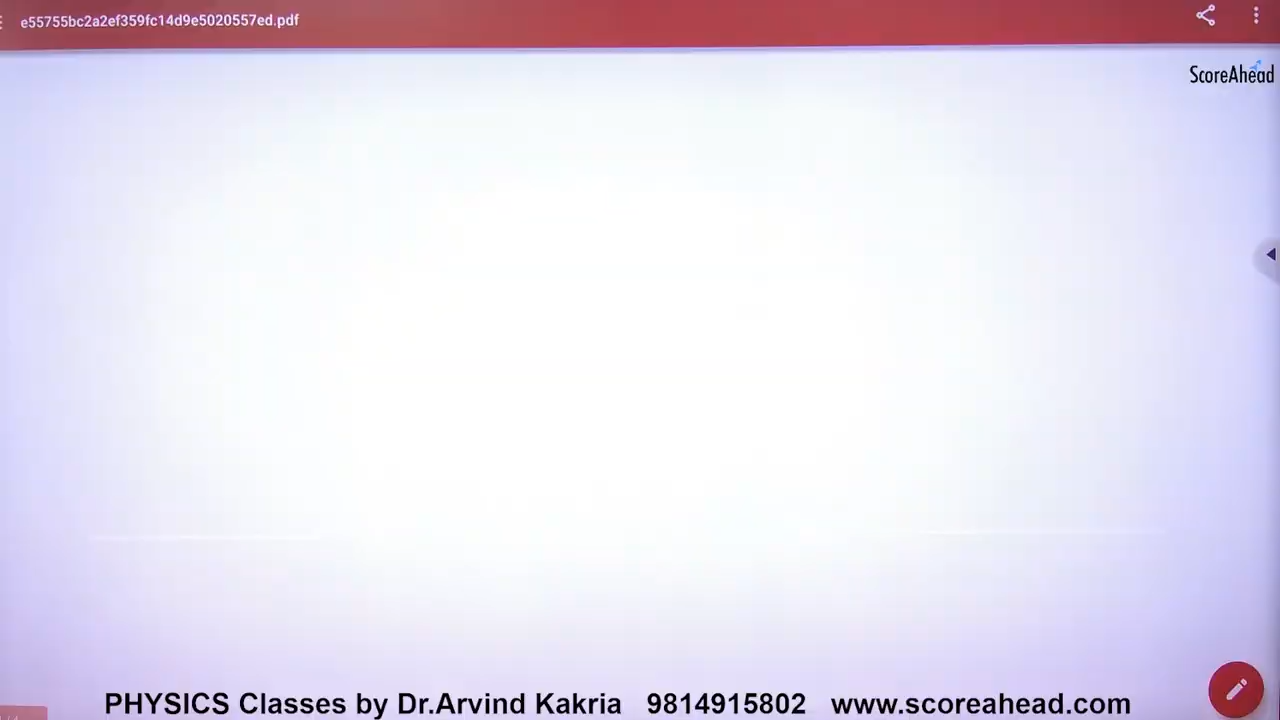 e55755bc2a2ef359fc14d9e5020557ed.pdf
ScoreAhead
PHYSICS Classes by Dr.Arvind Kakria 9814915802 www.scoreahead.com